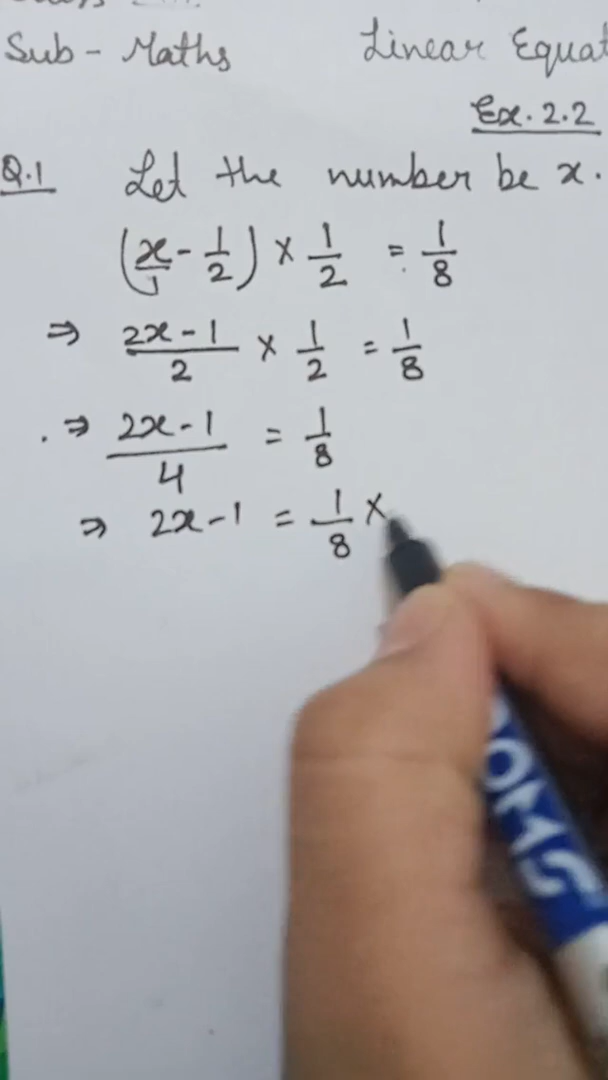 Sub - Maths Linear Equat
Ex. 2.2
Q.1 Let the number be x.
(x/1 - 1/2) × 1/2 = 1/8
⇒ (2x - 1)/2 × 1/2 = 1/8
⇒ (2x - 1)/4 = 1/8
⇒ 2x - 1 = 1/8 ×